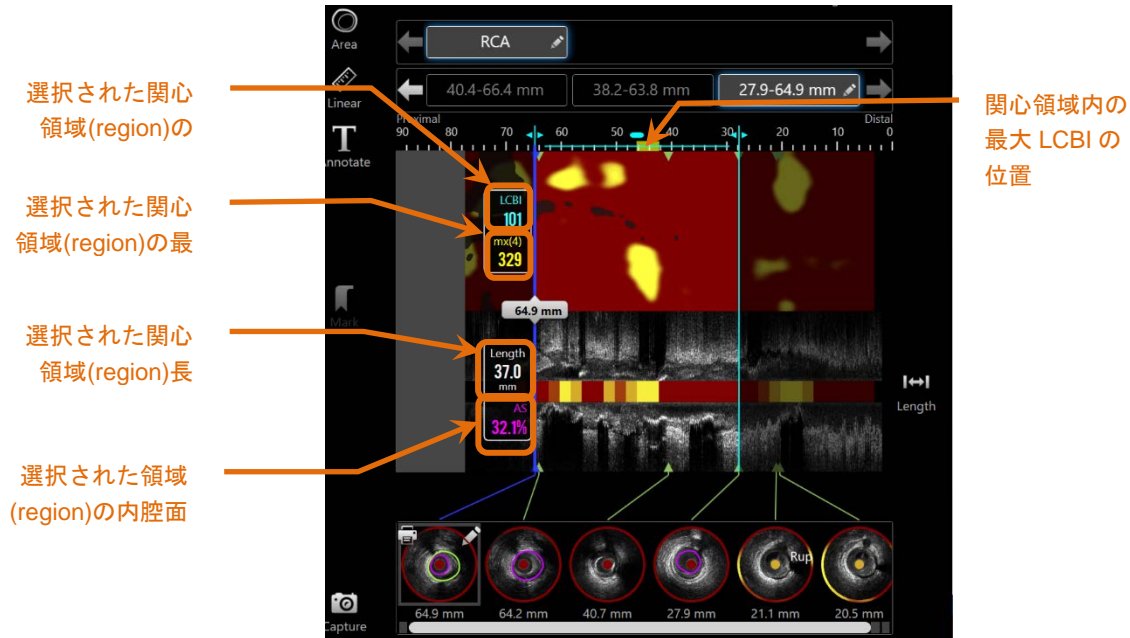 選択された関心
領域(region)の
選択された関心
領域(region)の最
選択された関心
領域(region)長
選択された領域
(region)の内腔面
Area
Linear
T
Annotate
Mark
Capture
RCA
40.4-66.4 mm
38.2-63.8 mm
27.9-64.9 mm
Proximal
Distal
90 80 70 60 50 40 30 20 10 0
LCBI
101
mx(4)
329
64.9 mm
Length
37.0
mm
AS
32.1%
Length
Rup
64.9 mm
64.2 mm
40.7 mm
27.9 mm
21.1 mm
20.5 mm
関心領域内の
最大 LCBI の
位置